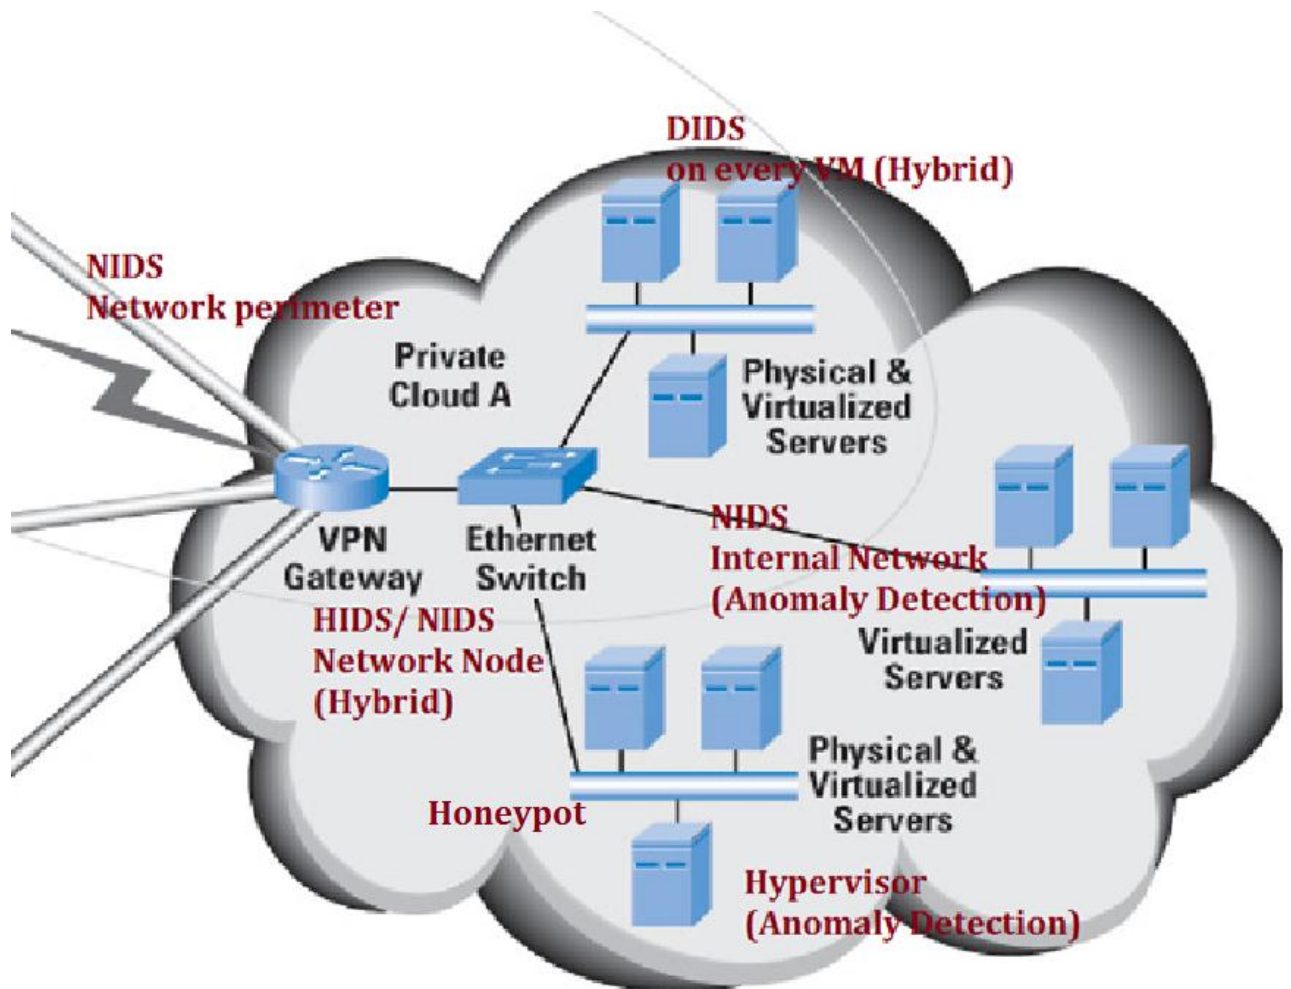 DIDS
on every VM (Hybrid)
NIDS
Network perimeter
Private
Cloud A
Physical &
Virtualized
Servers
VPN
Gateway
Ethernet
Switch
NIDS
Internal Network
(Anomaly Detection)
HIDS/ NIDS
Network Node
(Hybrid)
Virtualized
Servers
Physical &
Virtualized
Servers
Honeypot
Hypervisor
(Anomaly Detection)